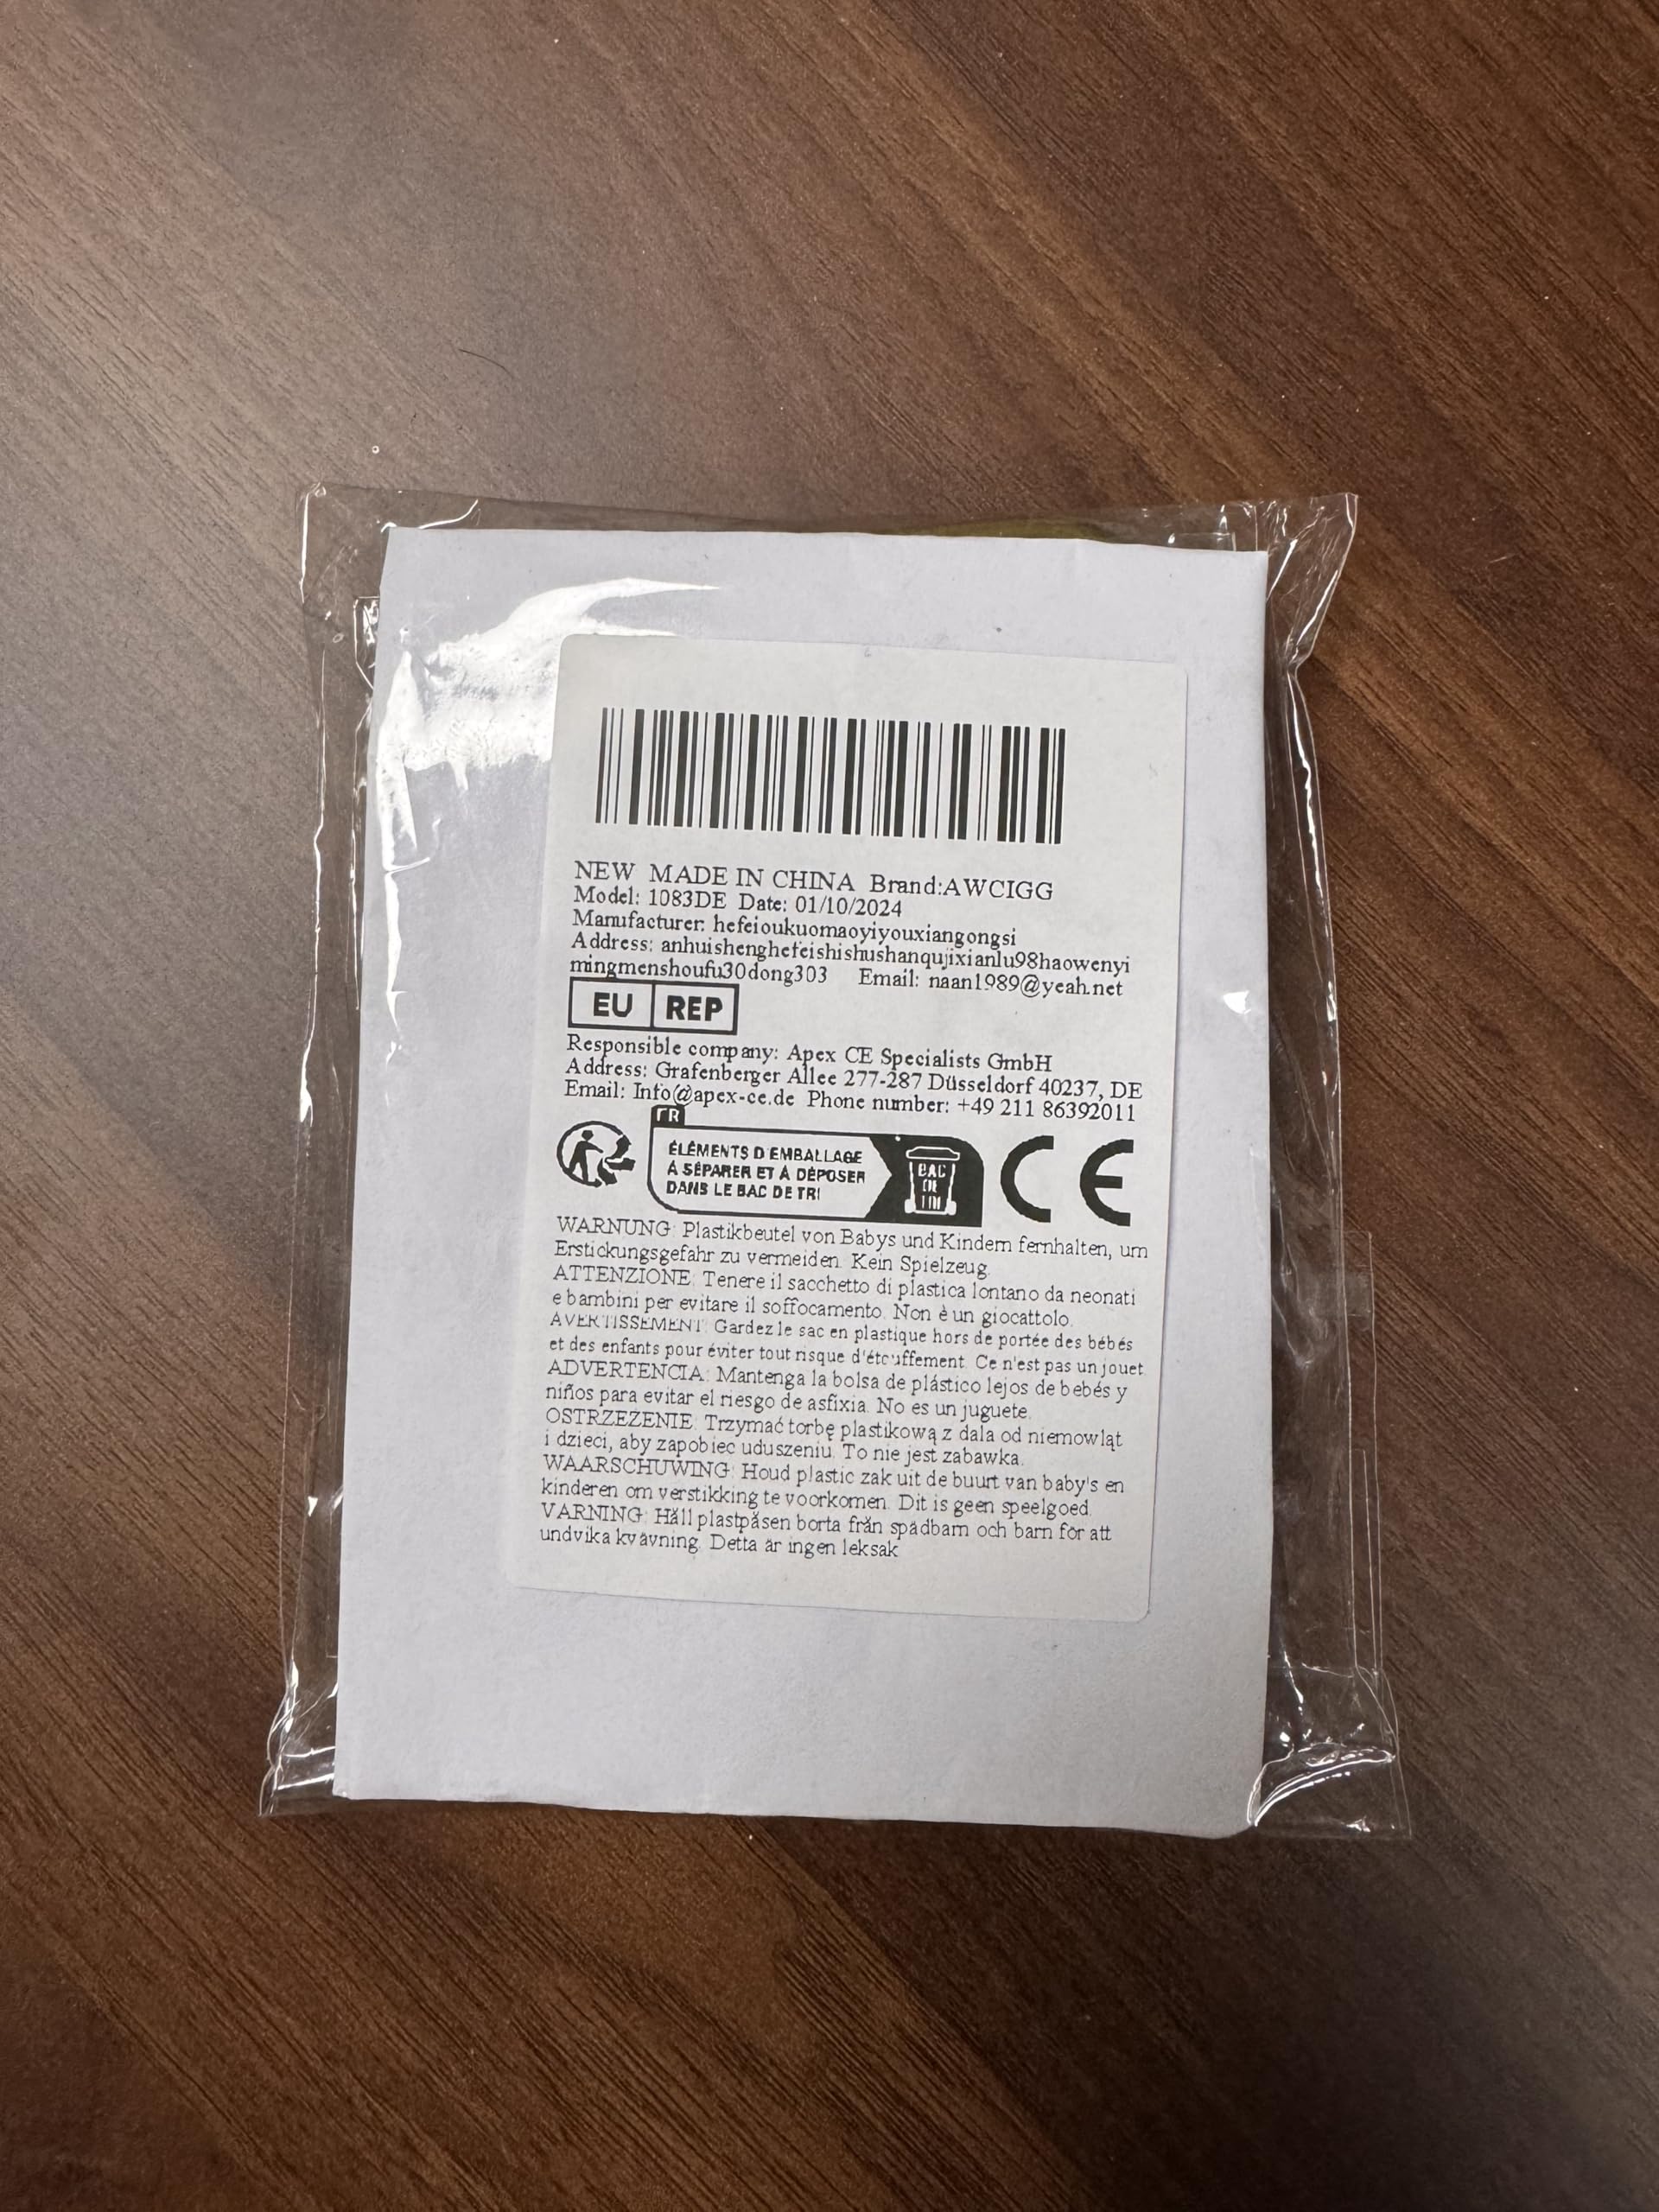 NEW MADE IN CHINA Brand:AWCIGG
Model: 1083DE Date: 01/10/2024
Manufacturer: hefeioukuomaoyiyouxiangongsi
Address: anhuishenghefeishishushanqujixianlu98haowenyi
mingmenshoufu30dong303 Email: naan1989@yeah.net
EU REP
Responsible company: Apex CE Specialists GmbH
Address: Grafenberger Allee 277-287 Düsseldorf 40237, DE
Email: Info@apex-ce.de Phone number: +49 211 86392011
FR
ÉLÉMENTS D'EMBALLAGE
À SÉPARER ET À DÉPOSER
DANS LE BAC DE TRI
BAC
DE
TRI
CE
WARNUNG: Plastikbeutel von Babys und Kindern fernhalten, um
Erstickungsgefahr zu vermeiden. Kein Spielzeug.
ATTENZIONE: Tenere il sacchetto di plastica lontano da neonati
e bambini per evitare il soffocamento. Non è un giocattolo.
AVERTISSEMENT: Gardez le sac en plastique hors de portée des bébés
et des enfants pour éviter tout risque d'étouffement. Ce n'est pas un jouet.
ADVERTENCIA: Mantenga la bolsa de plástico lejos de bebés y
niños para evitar el riesgo de asfixia. No es un juguete.
OSTRZEŻENIE: Trzymać torbę plastikową z dala od niemowląt
i dzieci, aby zapobiec uduszeniu. To nie jest zabawka.
WAARSCHUWING: Houd plastic zak uit de buurt van baby's en
kinderen om verstikking te voorkomen. Dit is geen speelgoed.
VARNING: Håll plastpåsen borta från spädbarn och barn för att
undvika kvävning. Detta är ingen leksak